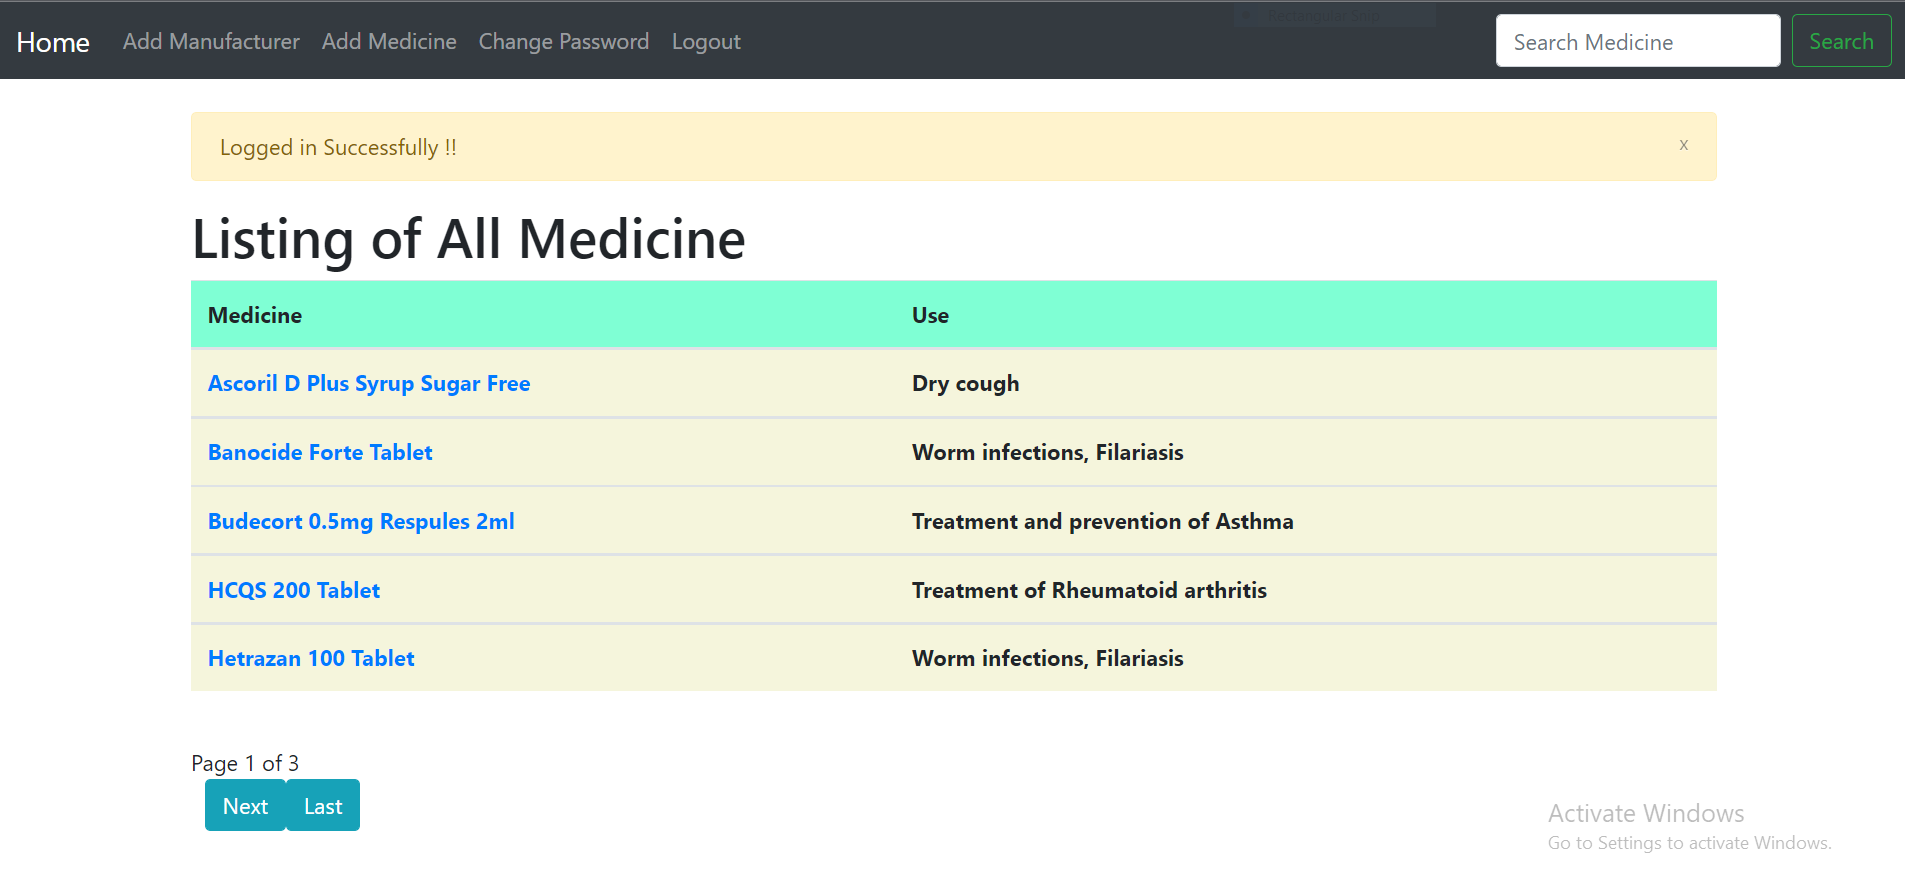 Home Add Manufacturer Add Medicine Change Password Logout Search Medicine Search
Logged in Successfully !! x
Listing of All Medicine
Medicine Use
Ascoril D Plus Syrup Sugar Free Dry cough
Banocide Forte Tablet Worm infections, Filariasis
Budecort 0.5mg Respules 2ml Treatment and prevention of Asthma
HCQS 200 Tablet Treatment of Rheumatoid arthritis
Hetrazan 100 Tablet Worm infections, Filariasis
Page 1 of 3
Next Last
Activate Windows
Go to Settings to activate Windows.